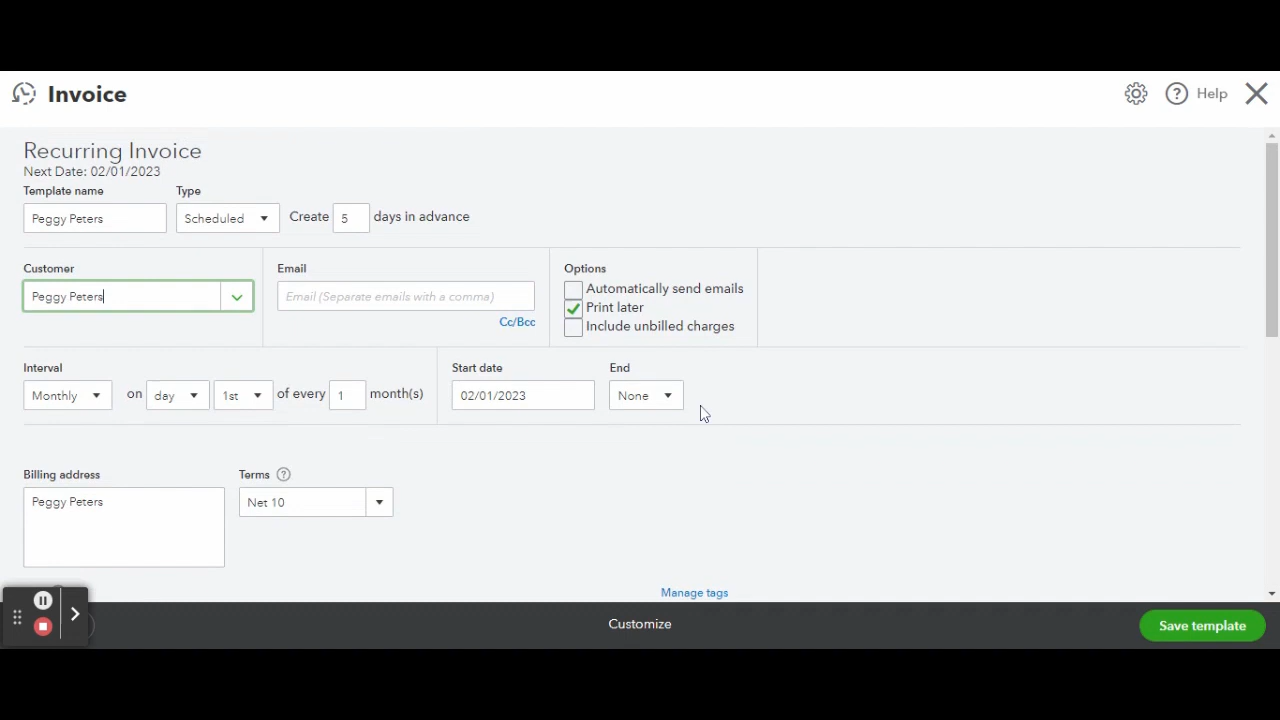 Invoice
Help
Recurring Invoice
Next Date: 02/01/2023
Template name Type
Peggy Peters Scheduled Create 5 days in advance
Customer Email Options
Peggy Peters Email (Separate emails with a comma) Automatically send emails
Cc/Bcc Print later
Include unbilled charges
Interval Start date End
Monthly on day 1st of every 1 month(s) 02/01/2023 None
Billing address Terms ?
Peggy Peters Net 10
Manage tags
Customize
Save template